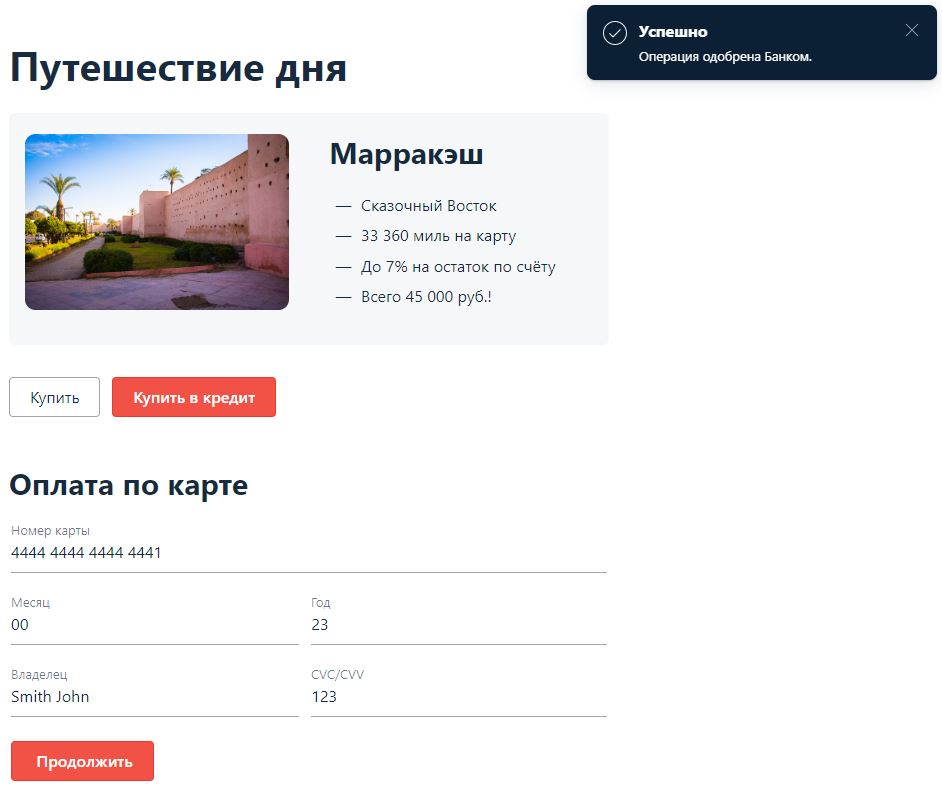 Успешно
Операция одобрена Банком.
Путешествие дня
Марракэш
— Сказочный Восток
— 33 360 миль на карту
— До 7% на остаток по счёту
— Всего 45 000 руб.!
Купить
Купить в кредит
Оплата по карте
Номер карты
4444 4444 4444 4441
Месяц
Год
00
23
Владелец
CVC/CVV
Smith John
123
Продолжить